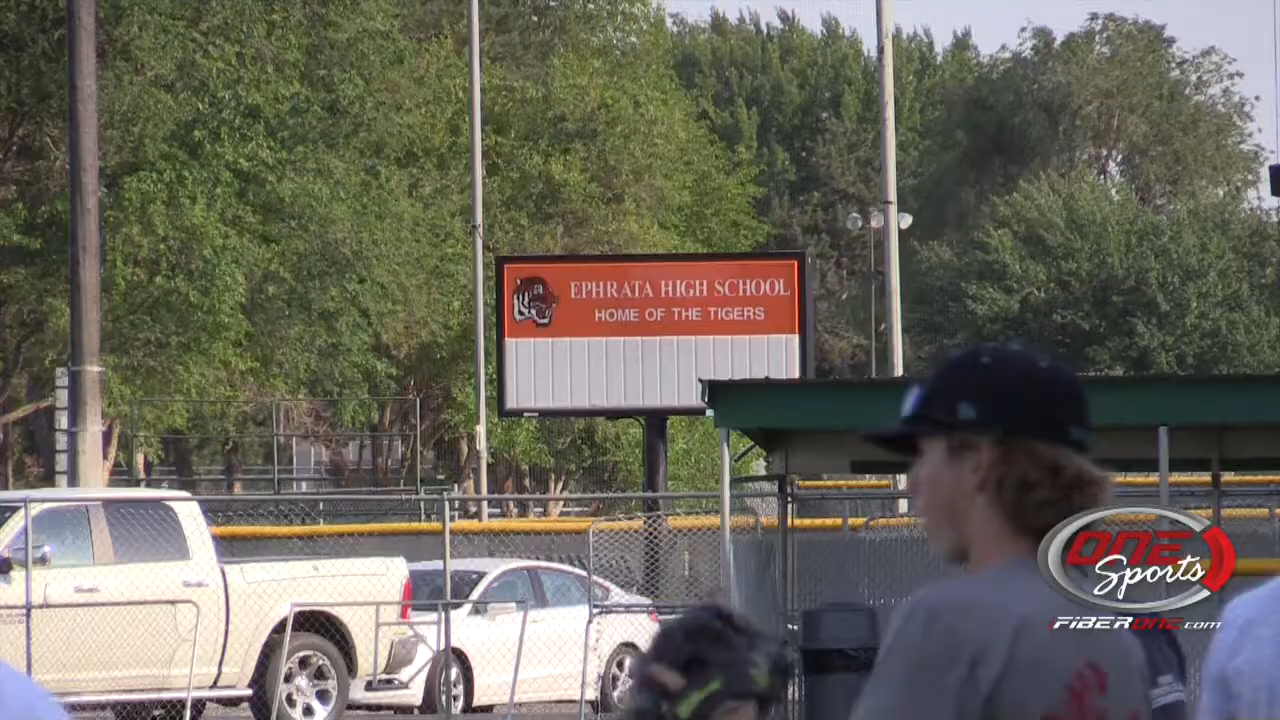 EPHRATA HIGH SCHOOL
HOME OF THE TIGERS
ONE
Sports
FIBERONE.com